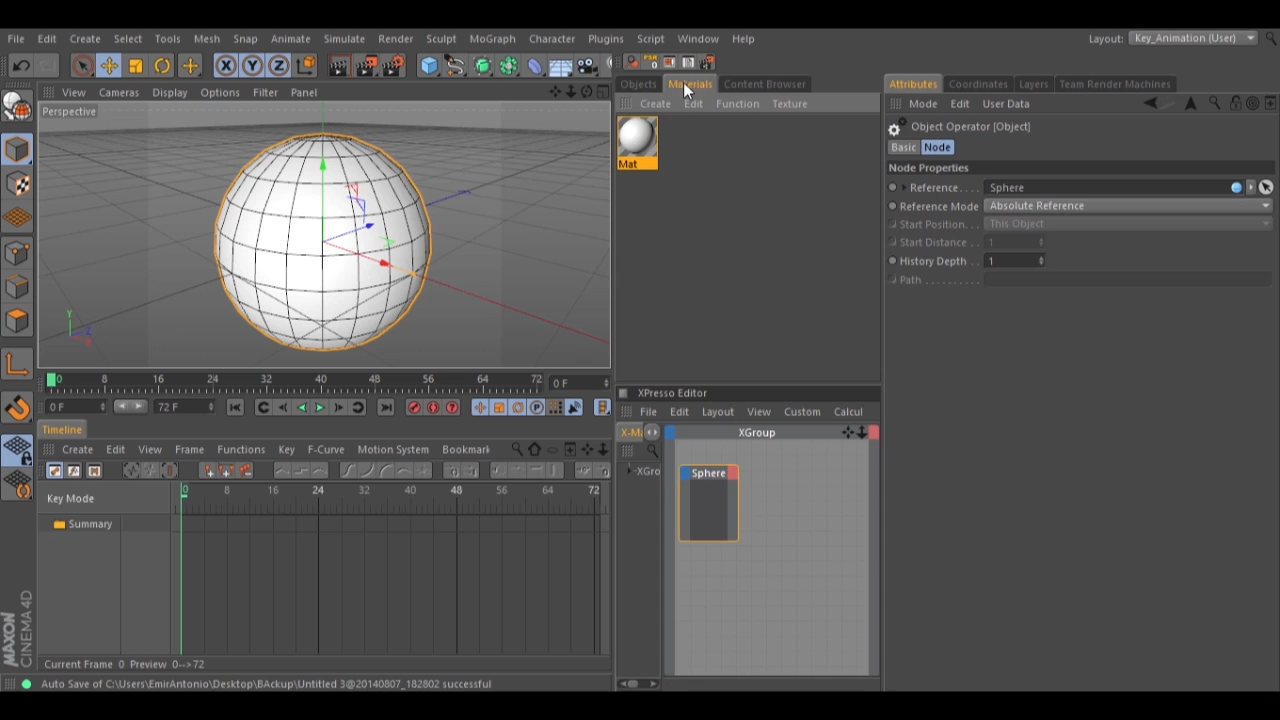 File Edit Create Select Tools Mesh Snap Animate Simulate Render Sculpt MoGraph Character Plugins Script Window Help
Layout: Key_Animation (User)
X Y Z
PSR
View Cameras Display Options Filter Panel
Objects Materials Content Browser
Attributes Coordinates Layers Team Render Machines
Create Edit Function Texture
Mode Edit User Data
Perspective
Object Operator [Object]
Basic Node
Mat
Node Properties
Reference.... Sphere
Reference Mode Absolute Reference
Start Position. . . This Object
Start Distance . . 1
History Depth . . 1
Path . . . . . . . . . .
Y
Z
X
0 8 16 24 32 40 48 56 64 72 0 F
0 F 72 F
P
XPresso Editor
File Edit Layout View Custom Calcul
Timeline
X-Ma XGroup
Create Edit View Frame Functions Key F-Curve Motion System Bookmark
XGro
Sphere
Key Mode
0 8 16 24 32 40 48 56 64 72
Summary
MAXON
CINEMA 4D
Current Frame 0 Preview 0-->72
Auto Save of C:\Users\EmirAntonio\Desktop\BAckup\Untitled 3@20140807_182802 successful